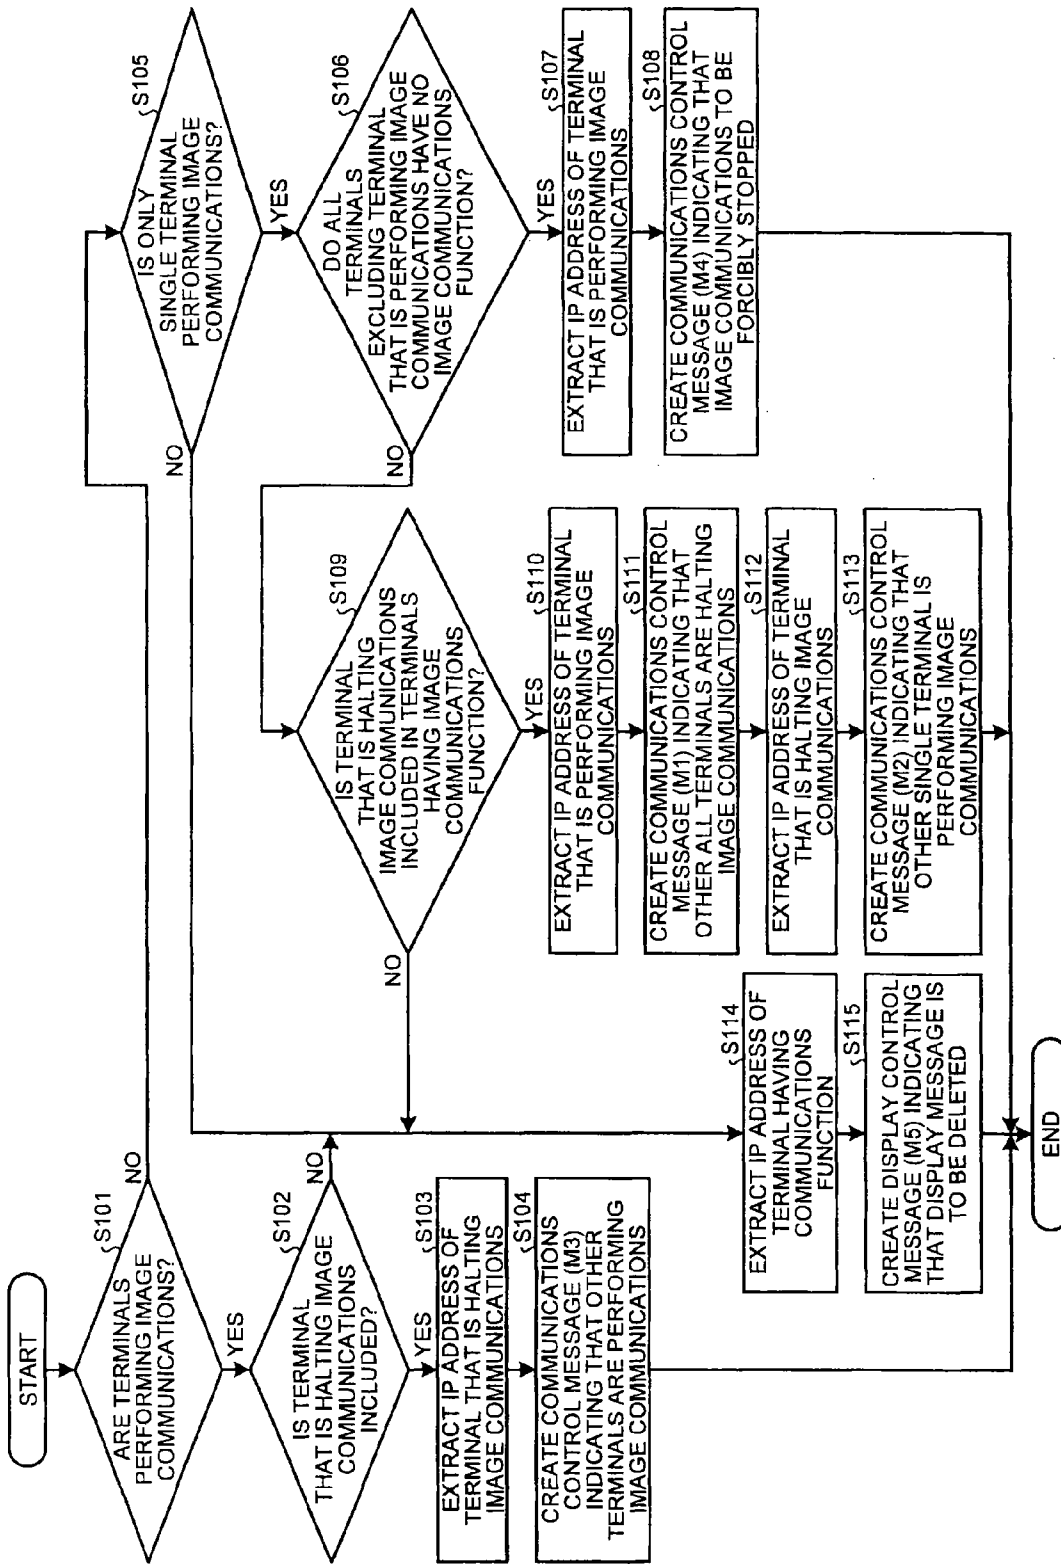 START
S101
ARE TERMINALS
PERFORMING IMAGE
COMMUNICATIONS?
NO
YES
S102
IS TERMINAL
THAT IS HALTING IMAGE
COMMUNICATIONS
INCLUDED?
NO
YES
S103
EXTRACT IP ADDRESS OF
TERMINAL THAT IS HALTING
IMAGE COMMUNICATIONS
S104
CREATE COMMUNICATIONS
CONTROL MESSAGE (M3)
INDICATING THAT OTHER
TERMINALS ARE PERFORMING
IMAGE COMMUNICATIONS
S105
IS ONLY
SINGLE TERMINAL
PERFORMING IMAGE
COMMUNICATIONS?
NO
YES
S106
DO ALL
TERMINALS
EXCLUDING TERMINAL
THAT IS PERFORMING IMAGE
COMMUNICATIONS HAVE NO
IMAGE COMMUNICATIONS
FUNCTION?
NO
YES
S107
EXTRACT IP ADDRESS OF TERMINAL
THAT IS PERFORMING IMAGE
COMMUNICATIONS
S108
CREATE COMMUNICATIONS CONTROL
MESSAGE (M4) INDICATING THAT
IMAGE COMMUNICATIONS TO BE
FORCIBLY STOPPED
S109
IS TERMINAL
THAT IS HALTING
IMAGE COMMUNICATIONS
INCLUDED IN TERMINALS
HAVING IMAGE
COMMUNICATIONS
FUNCTION?
NO
YES
S110
EXTRACT IP ADDRESS OF TERMINAL
THAT IS PERFORMING IMAGE
COMMUNICATIONS
S111
CREATE COMMUNICATIONS CONTROL
MESSAGE (M1) INDICATING THAT
OTHER ALL TERMINALS ARE HALTING
IMAGE COMMUNICATIONS
S112
EXTRACT IP ADDRESS OF TERMINAL
THAT IS HALTING IMAGE
COMMUNICATIONS
S113
CREATE COMMUNICATIONS CONTROL
MESSAGE (M2) INDICATING THAT
OTHER SINGLE TERMINAL IS
PERFORMING IMAGE
COMMUNICATIONS
S114
EXTRACT IP ADDRESS OF
TERMINAL HAVING
COMMUNICATIONS
FUNCTION
S115
CREATE DISPLAY CONTROL
MESSAGE (M5) INDICATING
THAT DISPLAY MESSAGE IS
TO BE DELETED
END